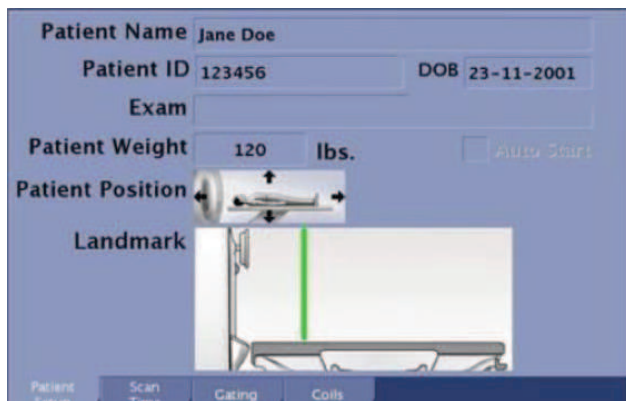 Patient Name Jane Doe
Patient ID 123456 DOB 23-11-2001
Exam
Patient Weight 120 lbs.
Auto Start
Patient Position
Landmark
Patient Scan Gating Coils